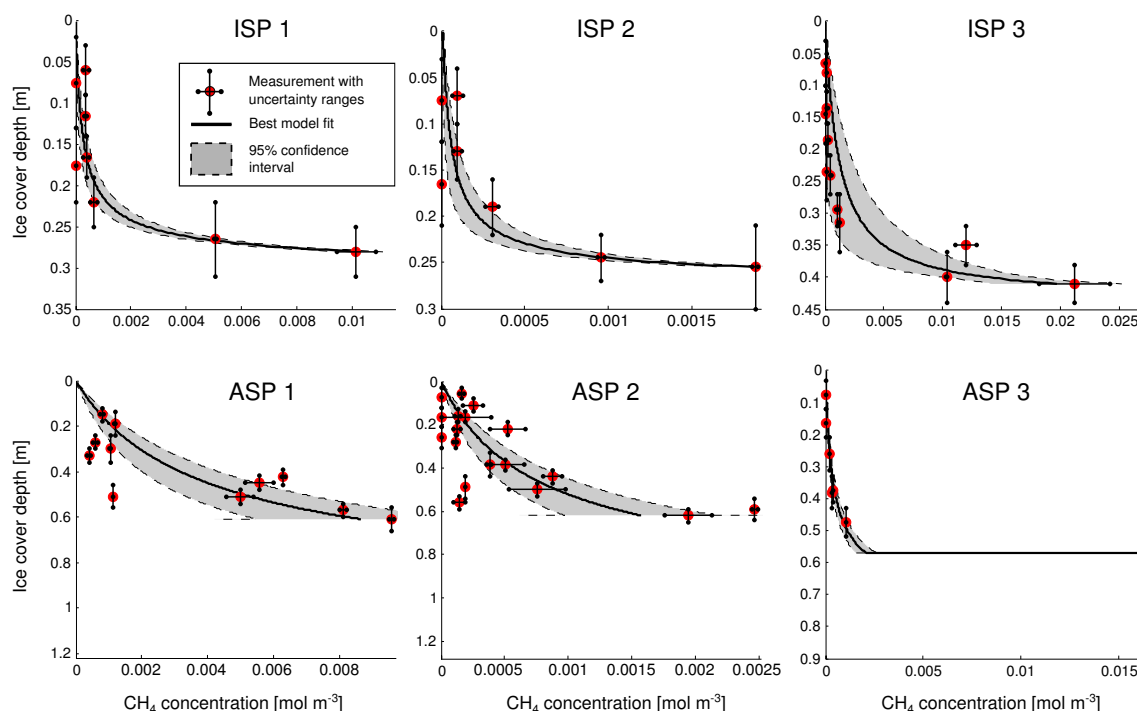 ISP 1
ISP 2
ISP 3
Measurement with
uncertainty ranges
Best model fit
95% confidence
interval
Ice cover depth [m]
0
0.05
0.1
0.15
0.2
0.25
0.3
0.35
0 0.002 0.004 0.006 0.008 0.01
0
0.05
0.1
0.15
0.2
0.25
0.3
0 0.0005 0.001 0.0015
0
0.05
0.1
0.15
0.2
0.25
0.3
0.35
0.4
0.45
0 0.005 0.01 0.015 0.02 0.025
ASP 1
ASP 2
ASP 3
Ice cover depth [m]
0
0.2
0.4
0.6
0.8
1
1.2
0 0.002 0.004 0.006 0.008
0
0.2
0.4
0.6
0.8
1
1.2
0 0.0005 0.001 0.0015 0.002 0.0025
0
0.1
0.2
0.3
0.4
0.5
0.6
0.7
0.8
0.9
0.005 0.01 0.015
CH₄ concentration [mol m⁻³]
CH₄ concentration [mol m⁻³]
CH₄ concentration [mol m⁻³]